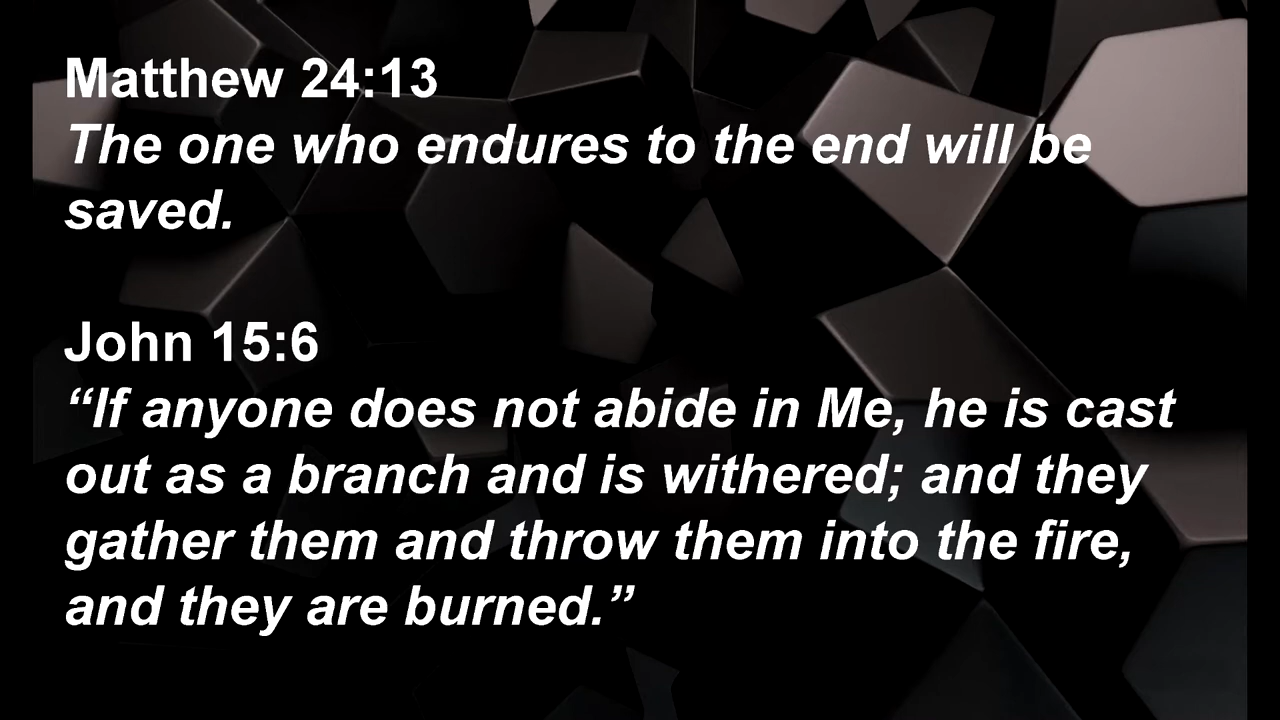 Matthew 24:13
The one who endures to the end will be
saved.
John 15:6
“If anyone does not abide in Me, he is cast
out as a branch and is withered; and they
gather them and throw them into the fire,
and they are burned.”